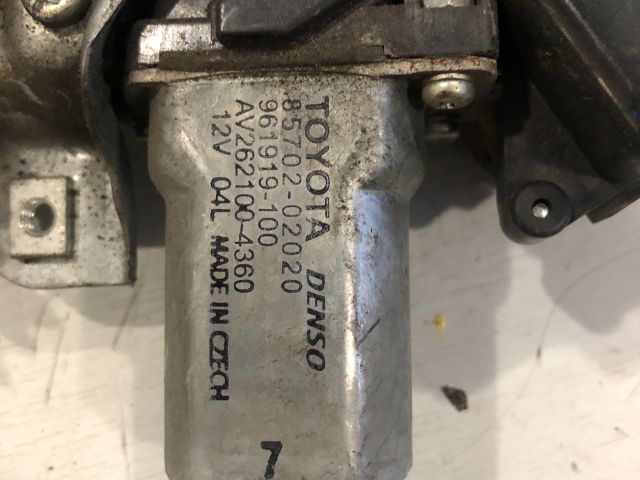 TOYOTA DENSO
85702-02020
961919-100
AV262100-4360
12V 04L MADE IN CZECH
7